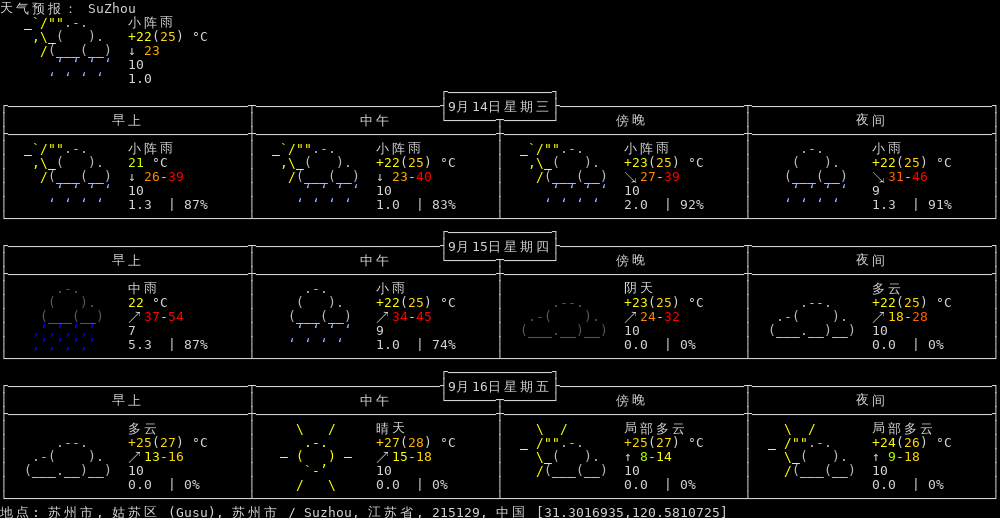 天气预报： SuZhou
小阵雨
+22(25) °C
↓ 23
10
1.0
9月14日星期三
早上 中午 傍晚 夜间
小阵雨 小阵雨 小阵雨 小雨
21 °C +22(25) °C +23(25) °C +22(25) °C
↓ 26-39 ↓ 23-40 ↘ 27-39 ↘ 31-46
10 10 10 9
1.3 | 87% 1.0 | 83% 2.0 | 92% 1.3 | 91%
9月15日星期四
早上 中午 傍晚 夜间
中雨 小雨 阴天 多云
22 °C +22(25) °C +23(25) °C +22(25) °C
↗ 37-54 ↗ 34-45 ↗ 24-32 ↗ 18-28
7 9 10 10
5.3 | 87% 1.0 | 74% 0.0 | 0% 0.0 | 0%
9月16日星期五
早上 中午 傍晚 夜间
多云 晴天 局部多云 局部多云
+25(27) °C +27(28) °C +25(27) °C +24(26) °C
↗ 13-16 ↗ 15-18 ↑ 8-14 ↑ 9-18
10 10 10 10
0.0 | 0% 0.0 | 0% 0.0 | 0% 0.0 | 0%
地点: 苏州市, 姑苏区 (Gusu), 苏州市 / Suzhou, 江苏省, 215129, 中国 [31.3016935,120.5810725]